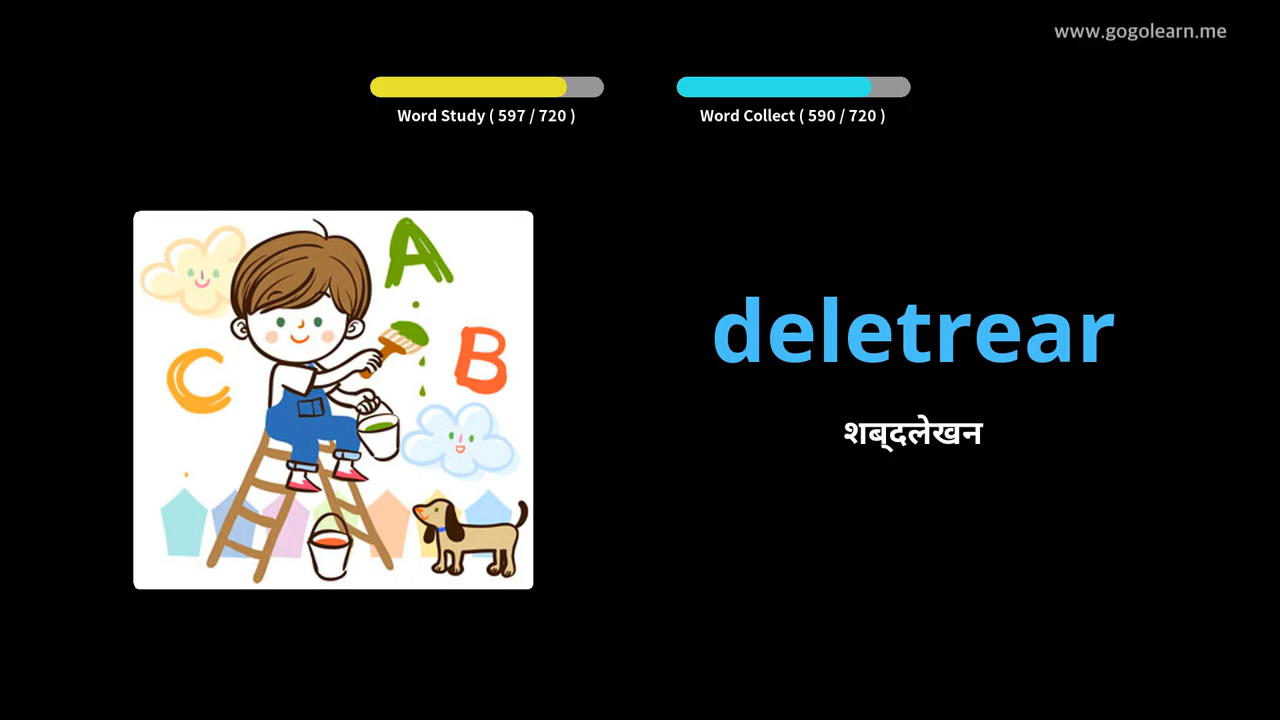 www.gogolearn.me
Word Study ( 597 / 720 )
Word Collect ( 590 / 720 )
A
B
C
deletrear
शब्दलेखन